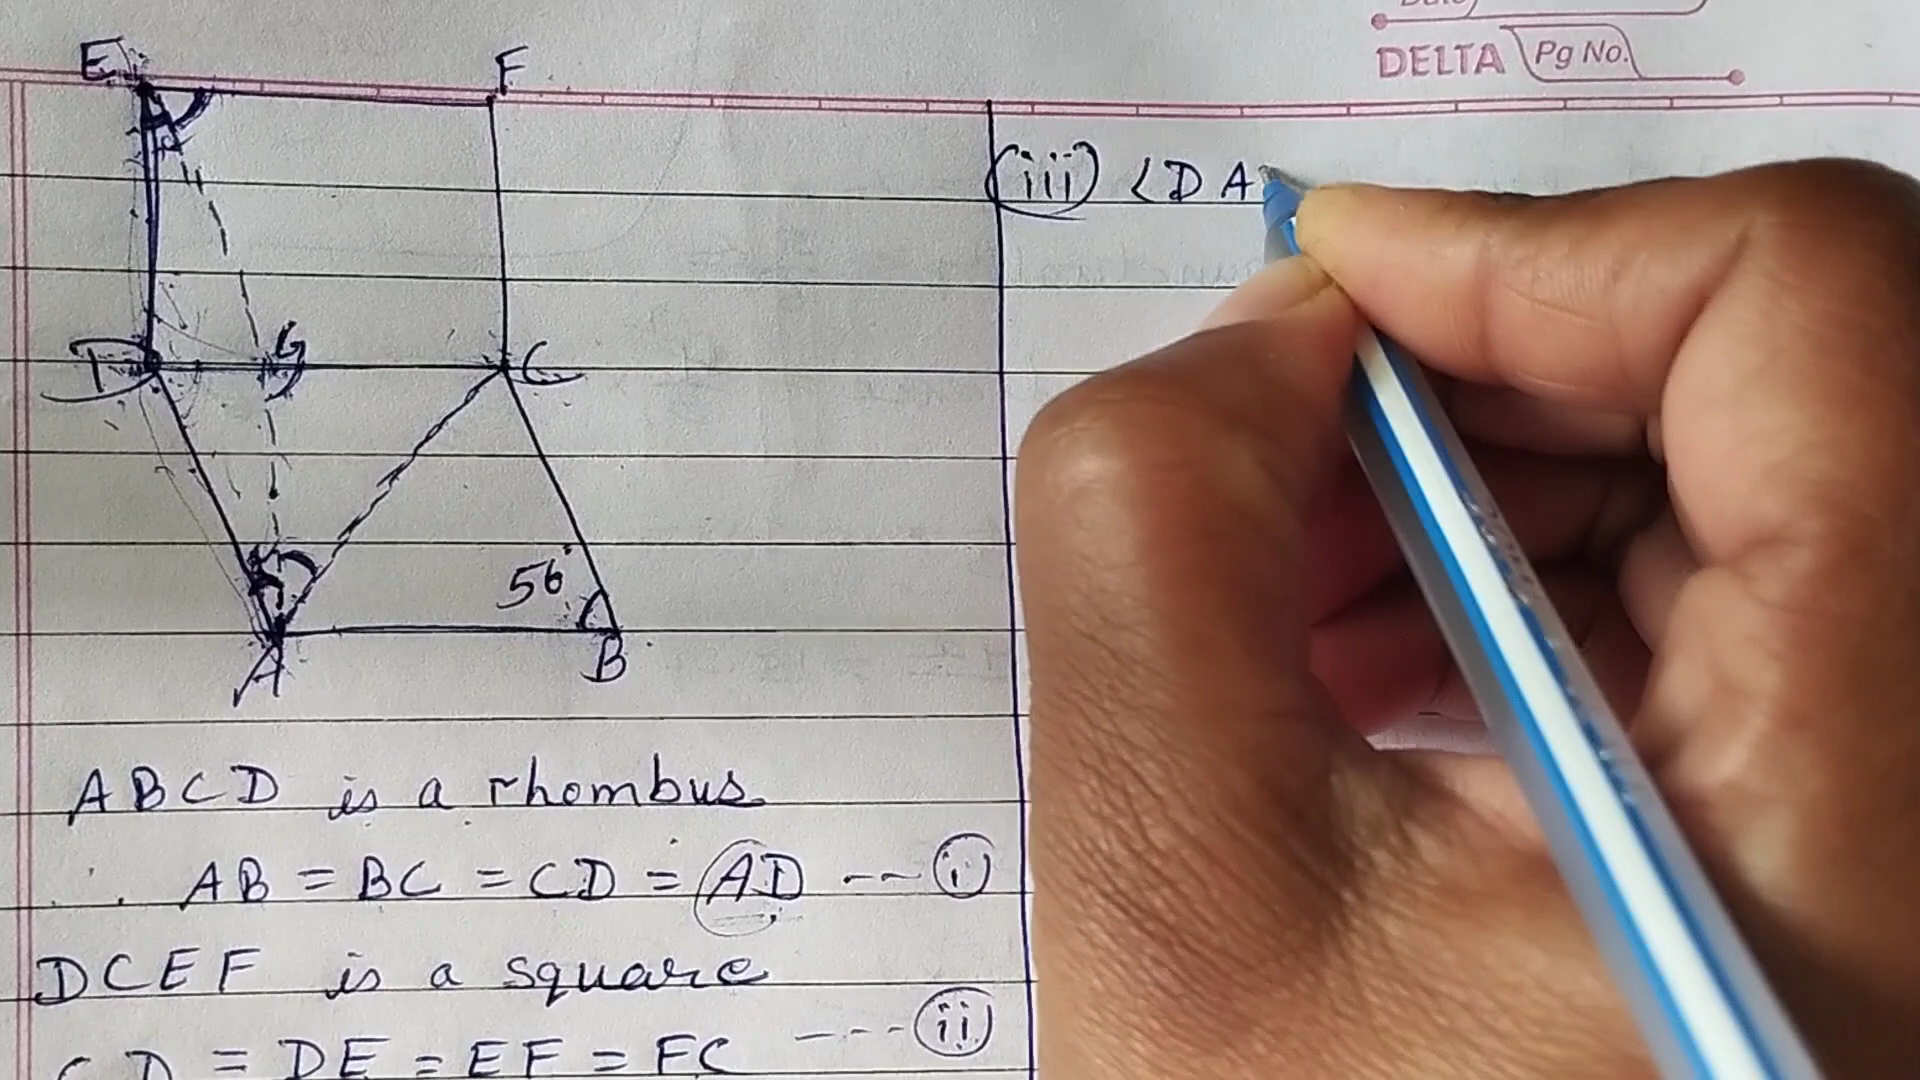 DELTA Pg No.
E F
(iii) <DA
D G C
56°
A B
ABCD is a rhombus
∴ AB = BC = CD = AD --- (i)
DCEF is a square
CD = DE = EF = FC ---- (ii)